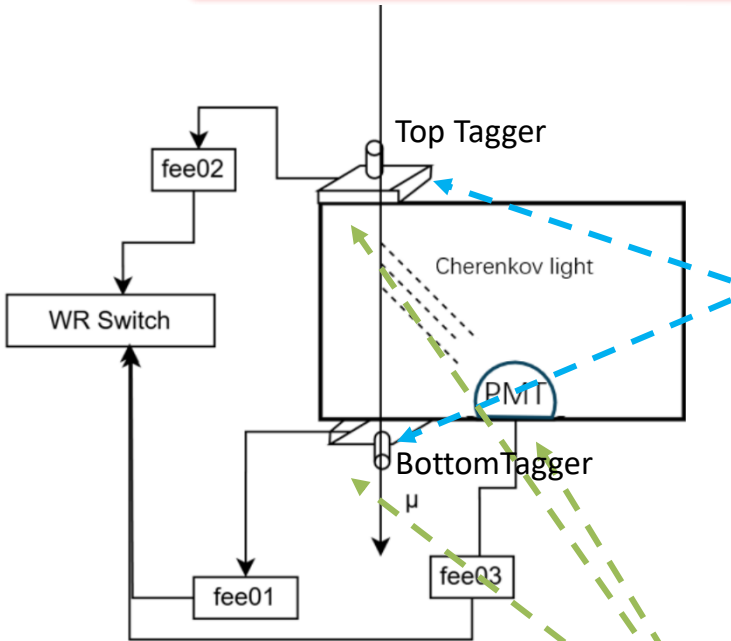 Top Tagger
fee02
Cherenkov light
WR Switch
PMT
BottomTagger
μ
fee03
fee01